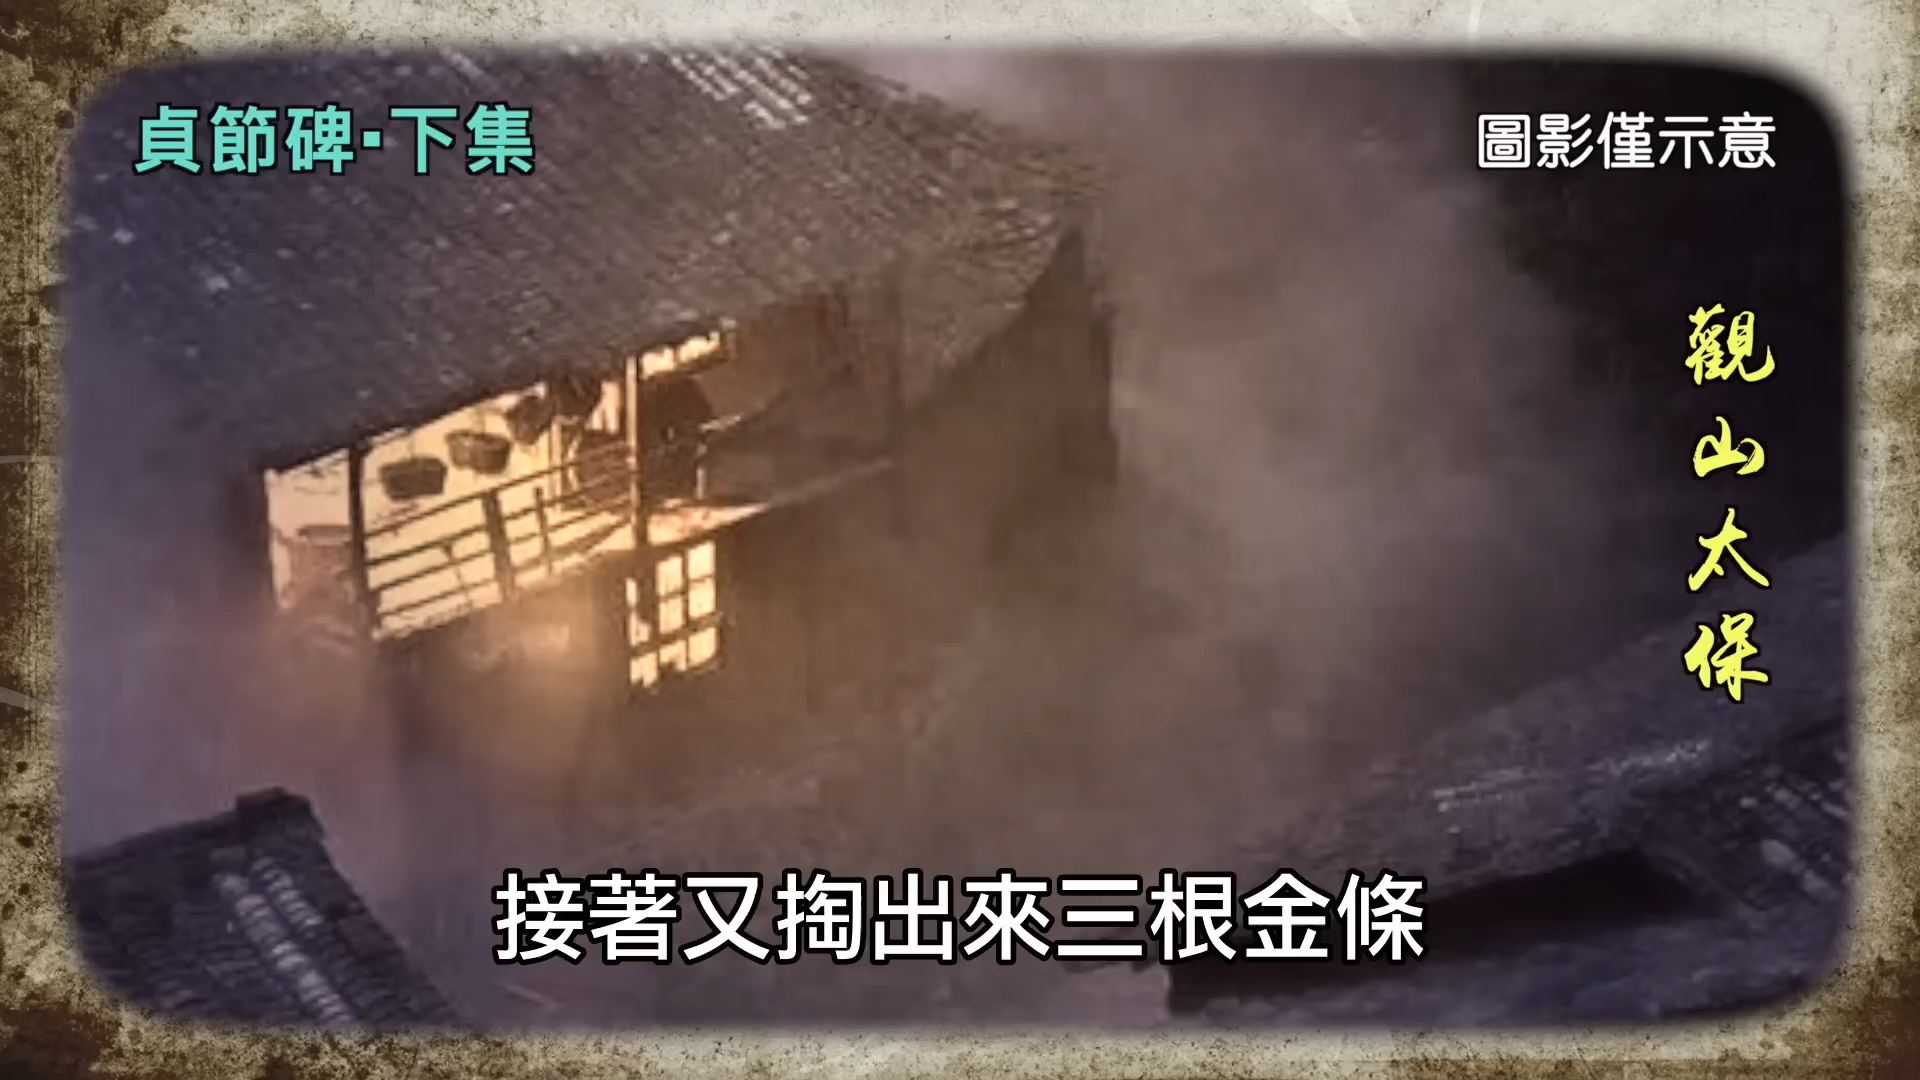 貞節碑▪下集
圖影僅示意
觀山太保
接著又掏出來三根金條